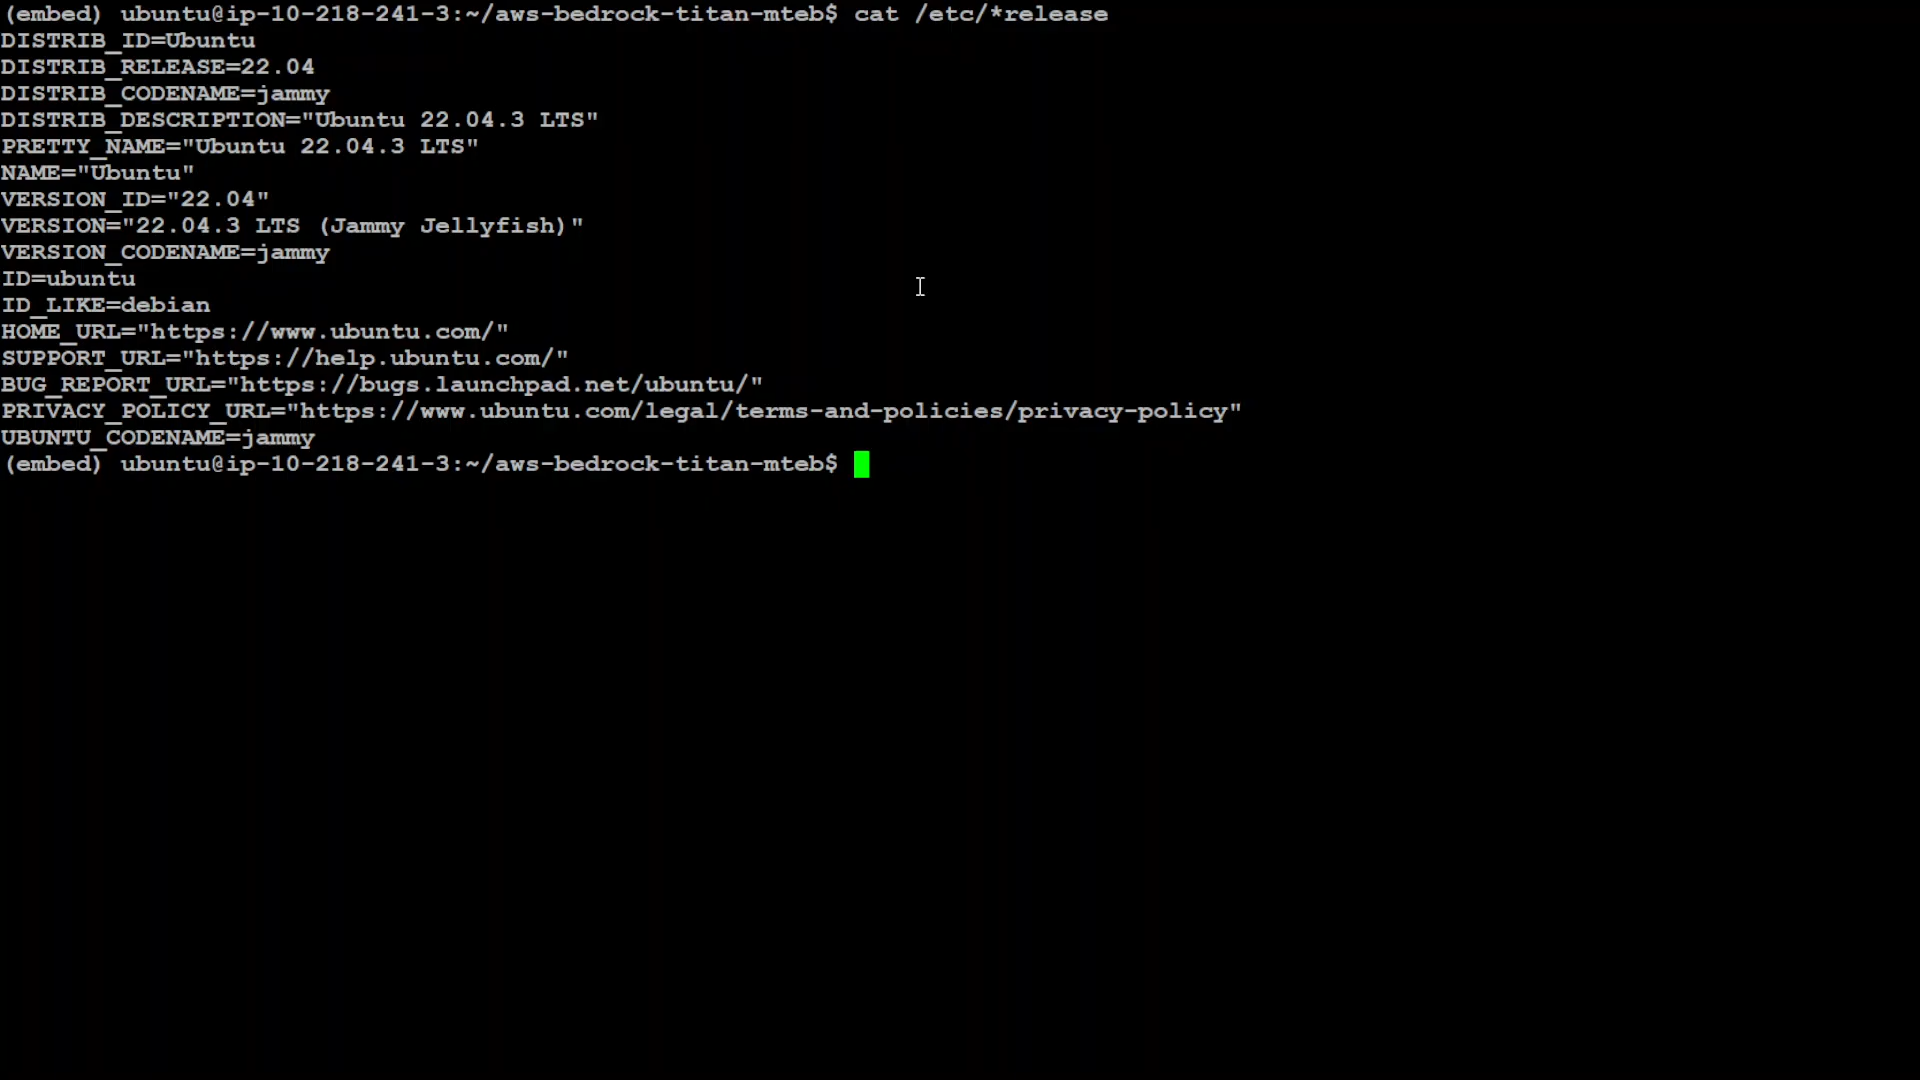 (embed) ubuntu@ip-10-218-241-3:~/aws-bedrock-titan-mteb$ cat /etc/*release
DISTRIB_ID=Ubuntu
DISTRIB_RELEASE=22.04
DISTRIB_CODENAME=jammy
DISTRIB_DESCRIPTION="Ubuntu 22.04.3 LTS"
PRETTY_NAME="Ubuntu 22.04.3 LTS"
NAME="Ubuntu"
VERSION_ID="22.04"
VERSION="22.04.3 LTS (Jammy Jellyfish)"
VERSION_CODENAME=jammy
ID=ubuntu
ID_LIKE=debian
HOME_URL="https://www.ubuntu.com/"
SUPPORT_URL="https://help.ubuntu.com/"
BUG_REPORT_URL="https://bugs.launchpad.net/ubuntu/"
PRIVACY_POLICY_URL="https://www.ubuntu.com/legal/terms-and-policies/privacy-policy"
UBUNTU_CODENAME=jammy
(embed) ubuntu@ip-10-218-241-3:~/aws-bedrock-titan-mteb$